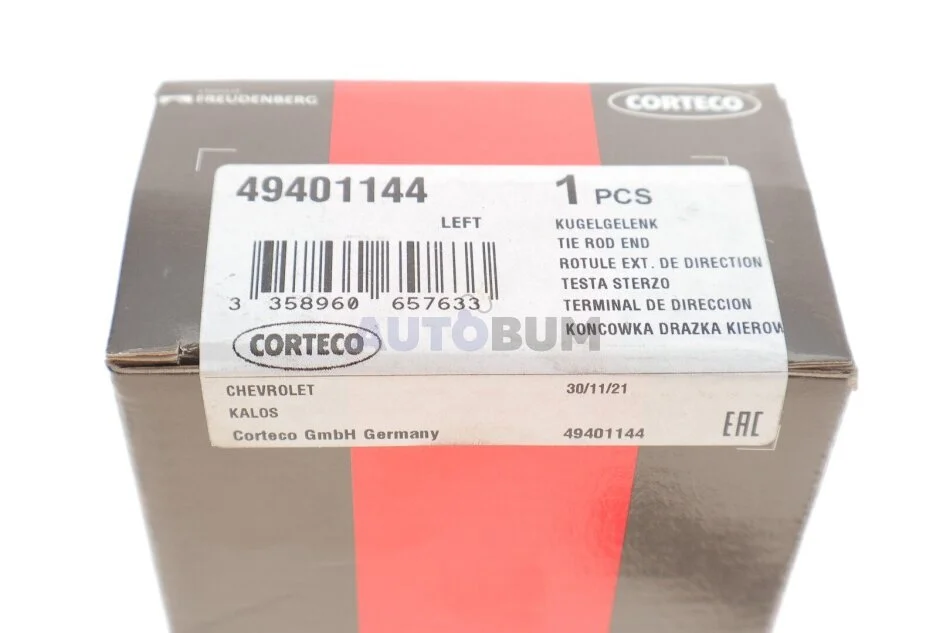 FREUDENBERG
CORTECO
49401144
1 PCS
LEFT
KUGELGELENK
TIE ROD END
ROTULE EXT. DE DIRECTION
TESTA STERZO
TERMINAL DE DIRECCION
KONCOWKA DRAZKA KIEROW
3 358960 657633
AUTOBUM
CORTECO
CHEVROLET
30/11/21
KALOS
Corteco GmbH Germany
49401144
EAC